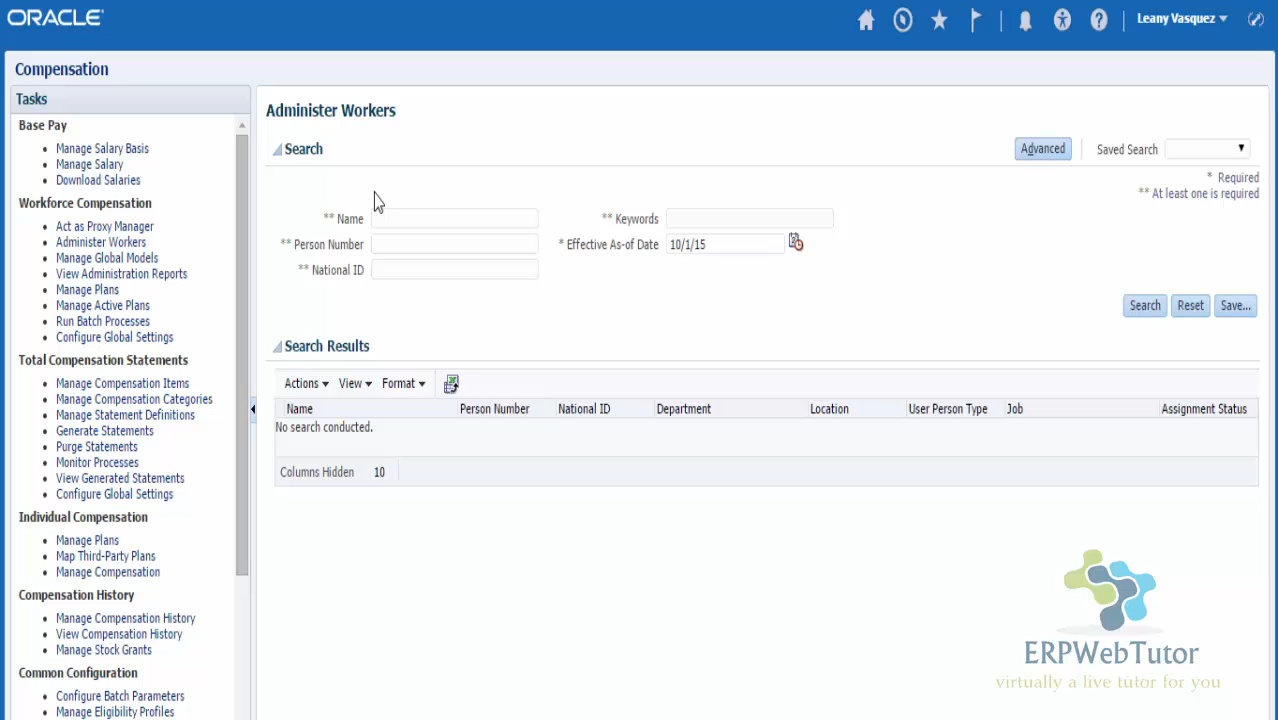 ORACLE
Leany Vasquez
Compensation
Tasks
Base Pay
Manage Salary Basis
Manage Salary
Download Salaries
Workforce Compensation
Act as Proxy Manager
Administer Workers
Manage Global Models
View Administration Reports
Manage Plans
Manage Active Plans
Run Batch Processes
Configure Global Settings
Total Compensation Statements
Manage Compensation Items
Manage Compensation Categories
Manage Statement Definitions
Generate Statements
Purge Statements
Monitor Processes
View Generated Statements
Configure Global Settings
Individual Compensation
Manage Plans
Map Third-Party Plans
Manage Compensation
Compensation History
Manage Compensation History
View Compensation History
Manage Stock Grants
Common Configuration
Configure Batch Parameters
Manage Eligibility Profiles
Administer Workers
Search
Advanced Saved Search
* Required
** At least one is required
** Name ** Keywords
** Person Number * Effective As-of Date 10/1/15
** National ID
Search Reset Save...
Search Results
Actions View Format
Name Person Number National ID Department Location User Person Type Job Assignment Status
No search conducted.
Columns Hidden 10
ERPWebTutor
virtually a live tutor for you